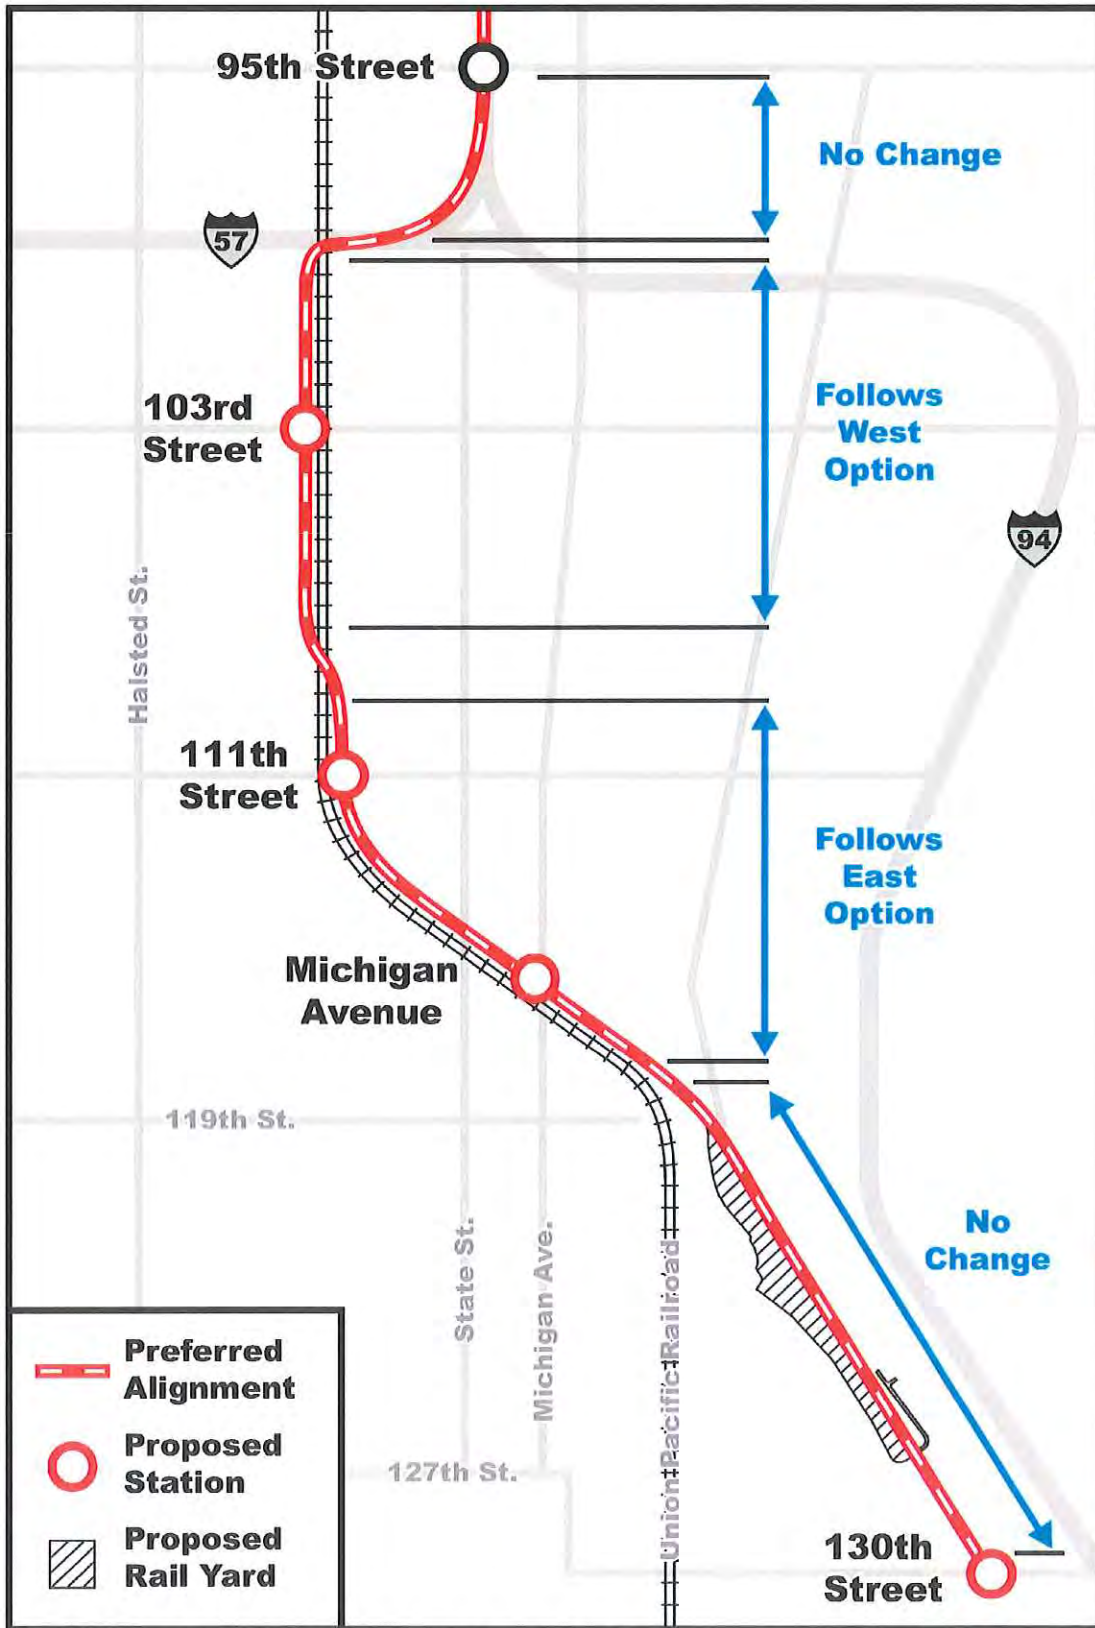 95th Street
No Change
57
103rd
Street
Follows
West
Option
94
Halsted St.
111th
Street
Follows
East
Option
Michigan
Avenue
119th St.
State St.
Michigan Ave.
Union Pacific Railroad
No
Change
127th St.
130th
Street
Preferred
Alignment
Proposed
Station
Proposed
Rail Yard